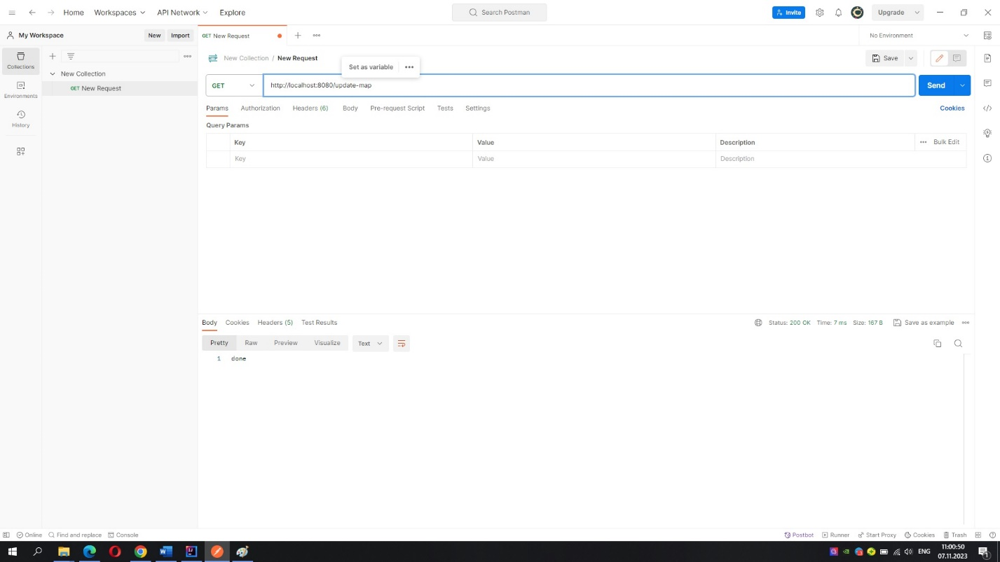 Home Workspaces API Network Explore Search Postman Invite Upgrade
My Workspace New Import GET New Request No Environment
Collections
New Collection / New Request Save
Set as variable
New Collection
GET New Request
GET http://localhost:8080/update-map Send
Environments
Params Authorization Headers (6) Body Pre-request Script Tests Settings Cookies
History
Query Params
Key Value Description Bulk Edit
Key Value Description
Body Cookies Headers (5) Test Results Status: 200 OK Time: 7 ms Size: 167 B Save as example
Pretty Raw Preview Visualize Text
1 done
Online Find and replace Console Postbot Runner Start Proxy Cookies Trash
ENG 11:00:50
07.11.2023